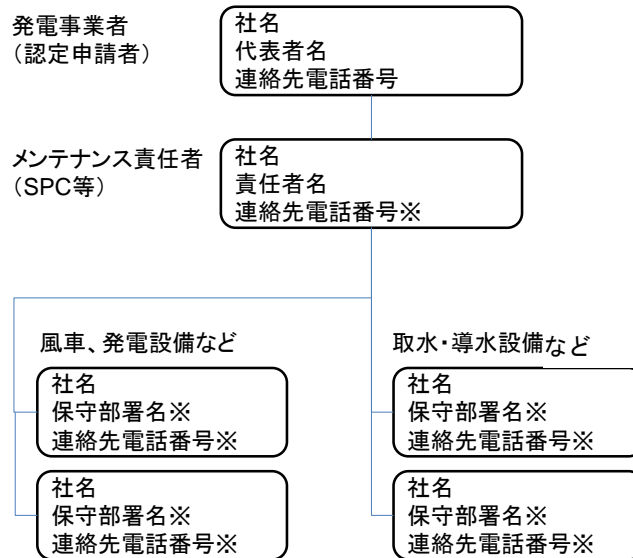 発電事業者
（認定申請者）
社名
代表者名
連絡先電話番号
メンテナンス責任者
（SPC等）
社名
責任者名
連絡先電話番号※
風車、発電設備など
社名
保守部署名※
連絡先電話番号※
社名
保守部署名※
連絡先電話番号※
取水・導水設備など
社名
保守部署名※
連絡先電話番号※
社名
保守部署名※
連絡先電話番号※